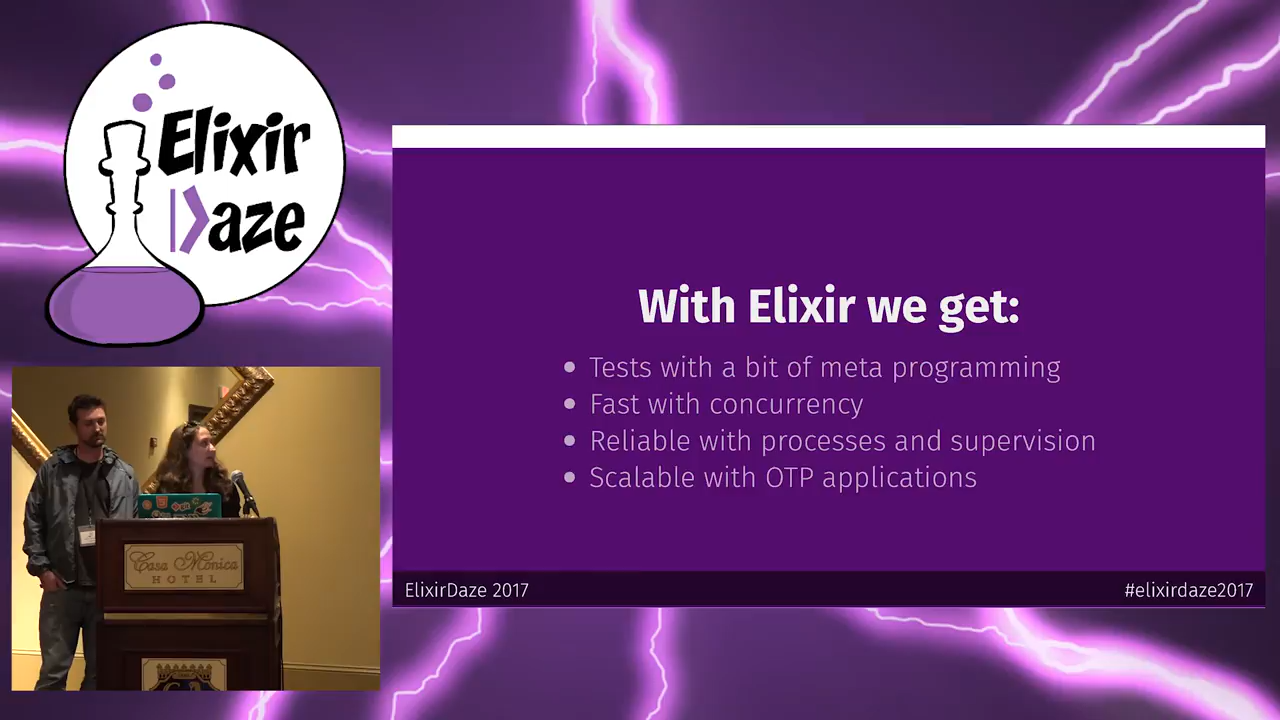 Elixir
Daze
With Elixir we get:
Tests with a bit of meta programming
Fast with concurrency
Reliable with processes and supervision
Scalable with OTP applications
ElixirDaze 2017
#elixirdaze2017
Casa Monica
HOTEL